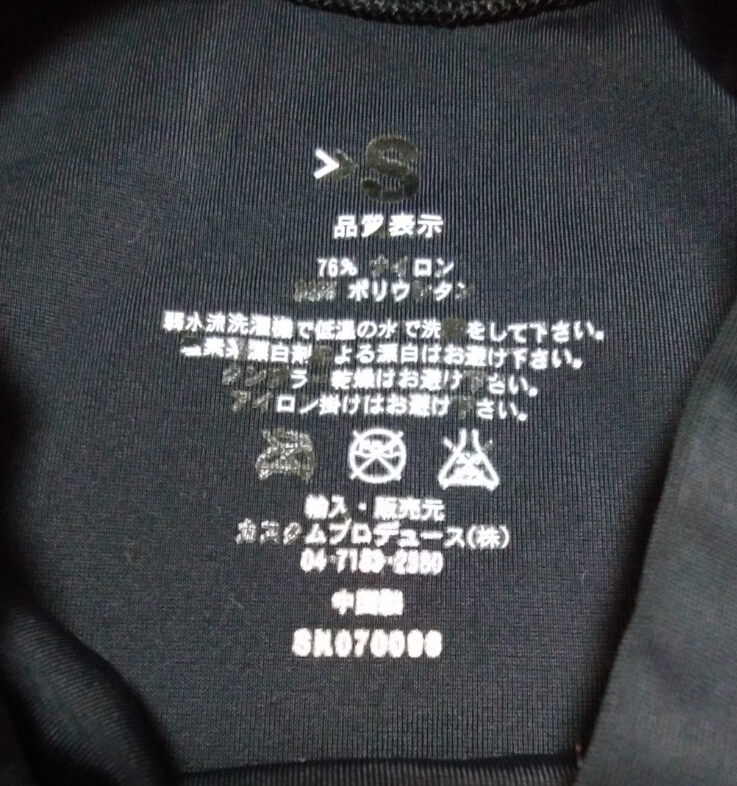 S
品質表示
76% ナイロン
ポリウレタン
弱水流洗濯機で低温の水で洗濯をして下さい。
塩素系漂白剤による漂白はお避け下さい。
タンブラー乾燥はお避け下さい。
アイロン掛けはお避け下さい。
輸入・販売元
カスタムプロデュース(株)
中国製